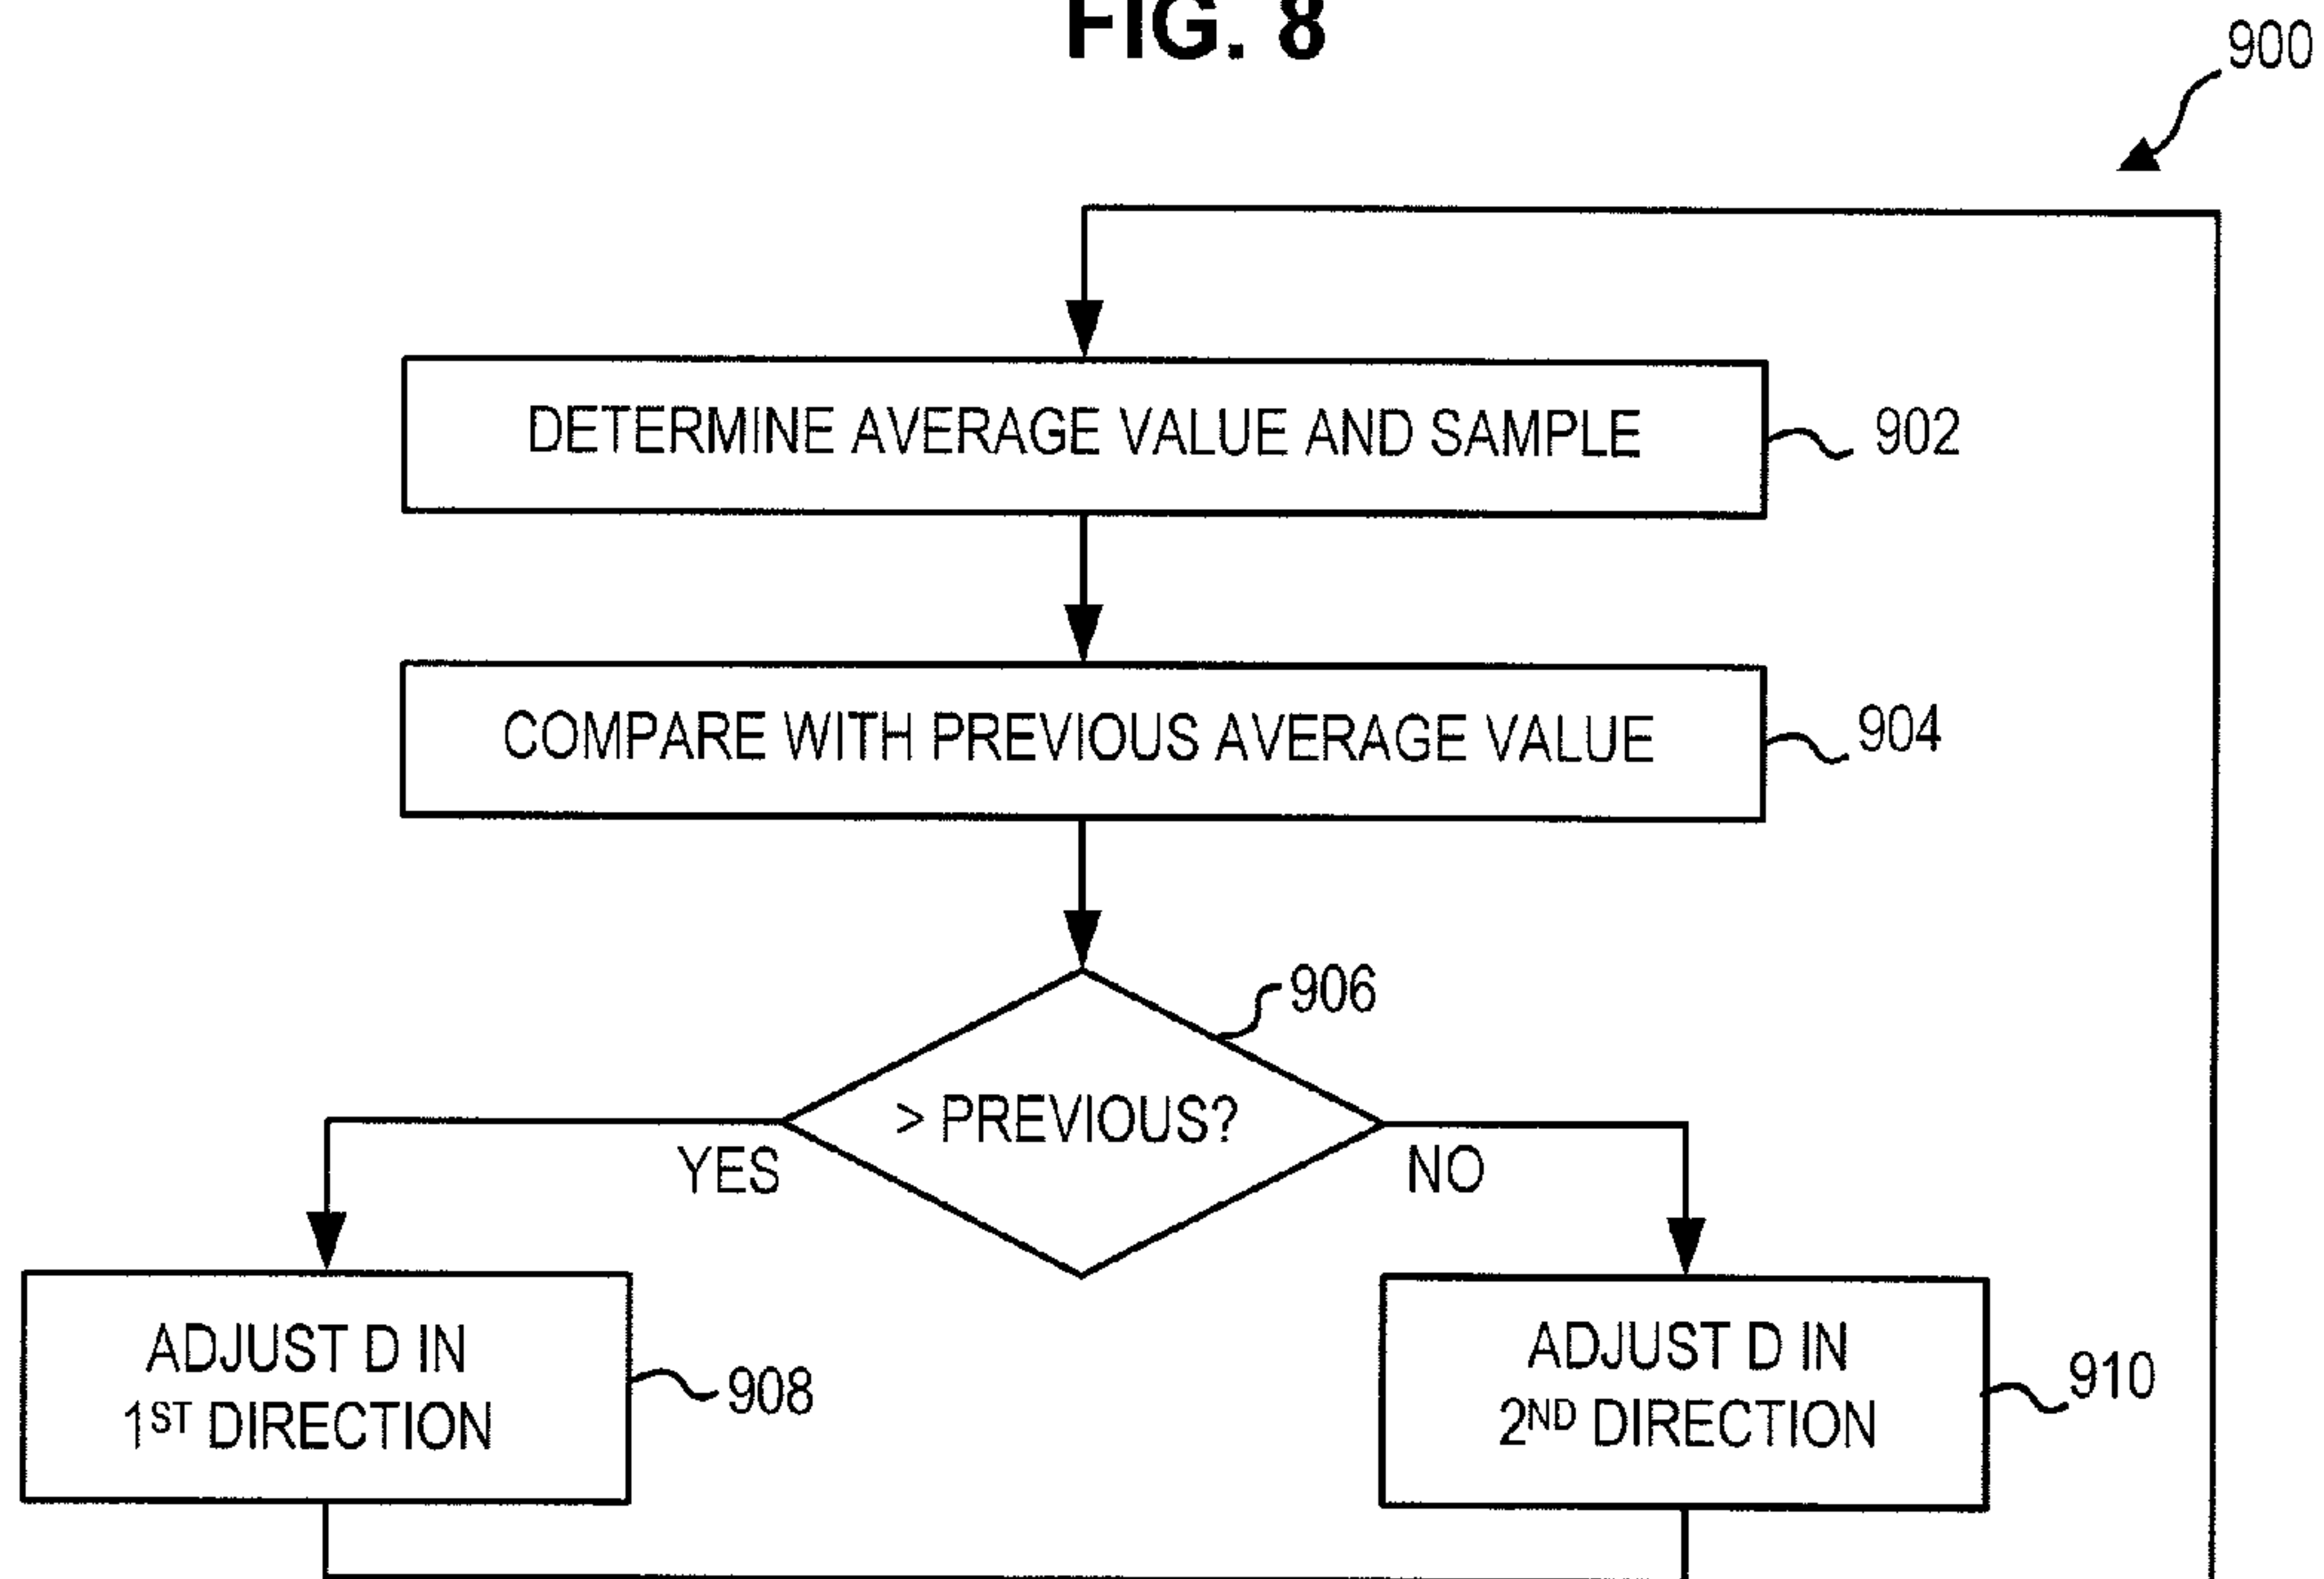 FIG. 8
900
DETERMINE AVERAGE VALUE AND SAMPLE
902
COMPARE WITH PREVIOUS AVERAGE VALUE
904
906
> PREVIOUS?
YES
NO
ADJUST D IN
1ST DIRECTION
908
ADJUST D IN
2ND DIRECTION
910